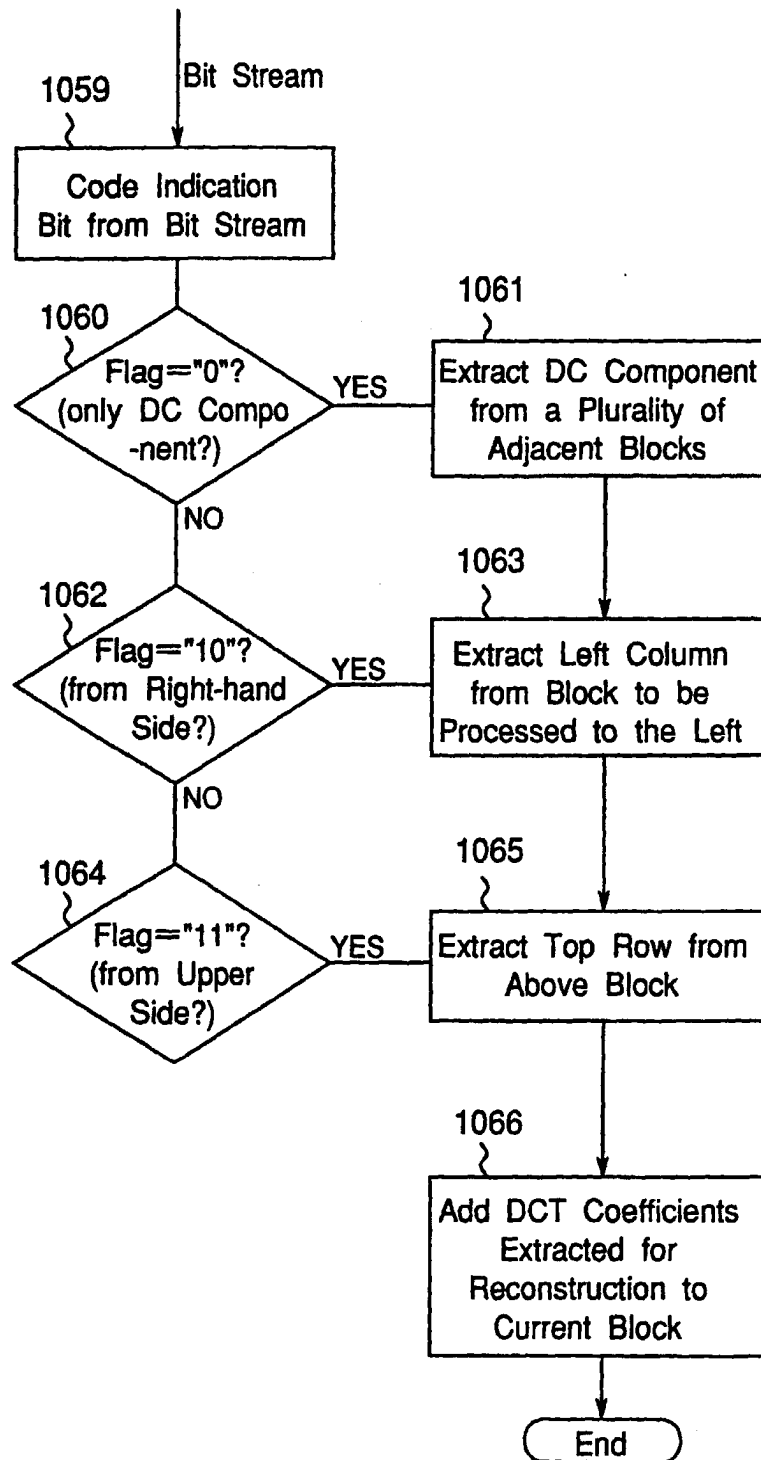 Bit Stream
1059
Code Indication
Bit from Bit Stream
1060
Flag="0"?
(only DC Compo
-nent?)
YES
NO
1061
Extract DC Component
from a Plurality of
Adjacent Blocks
1062
Flag="10"?
(from Right-hand
Side?)
YES
NO
1063
Extract Left Column
from Block to be
Processed to the Left
1064
Flag="11"?
(from Upper
Side?)
YES
1065
Extract Top Row from
Above Block
1066
Add DCT Coefficients
Extracted for
Reconstruction to
Current Block
End